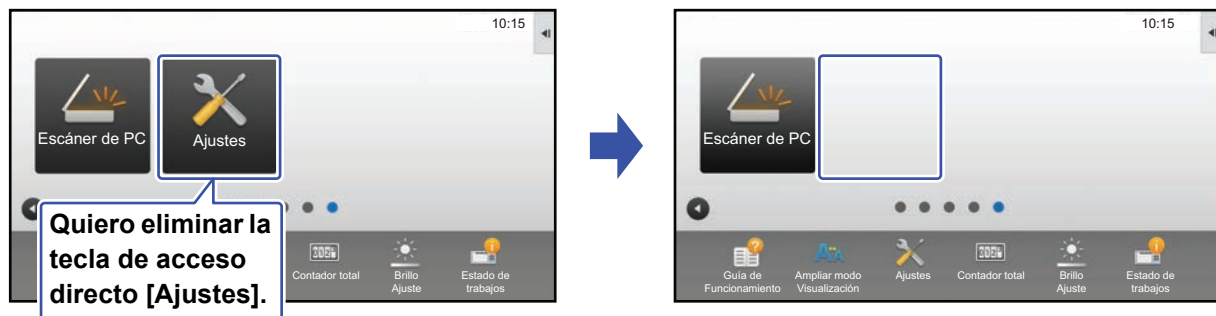 10:15
Escáner de PC
Ajustes
Quiero eliminar la
tecla de acceso
directo [Ajustes].
Contador total
Brillo
Ajuste
Estado de
trabajos
10:15
Escáner de PC
Guía de
Funcionamiento
Ampliar modo
Visualización
Ajustes
Contador total
Brillo
Ajuste
Estado de
trabajos